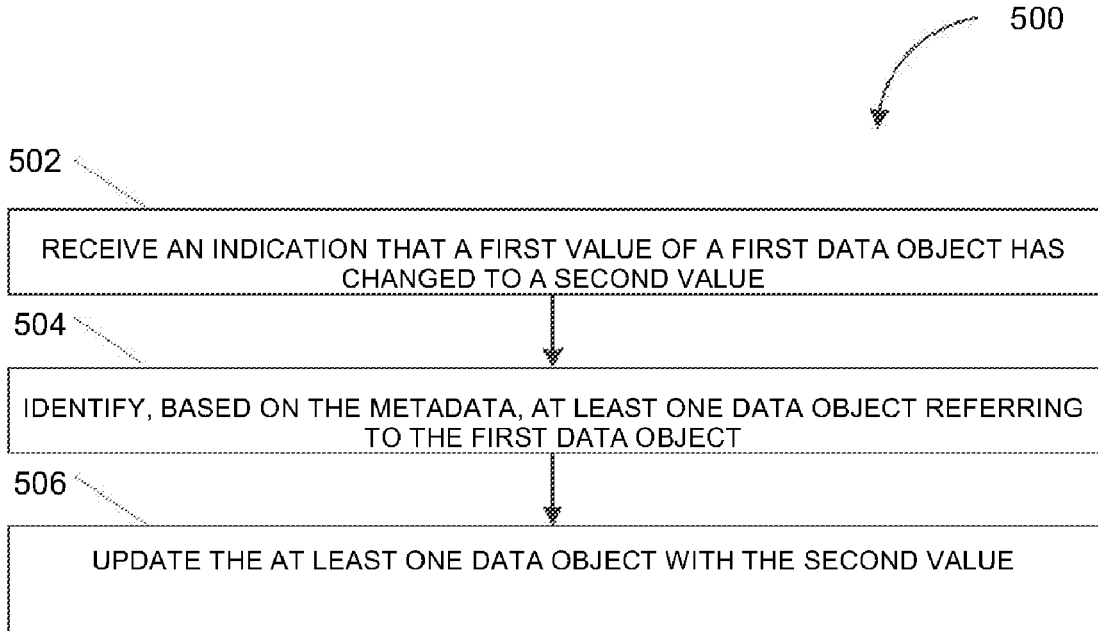 500
502
RECEIVE AN INDICATION THAT A FIRST VALUE OF A FIRST DATA OBJECT HAS
CHANGED TO A SECOND VALUE
504
IDENTIFY, BASED ON THE METADATA, AT LEAST ONE DATA OBJECT REFERRING
TO THE FIRST DATA OBJECT
506
UPDATE THE AT LEAST ONE DATA OBJECT WITH THE SECOND VALUE